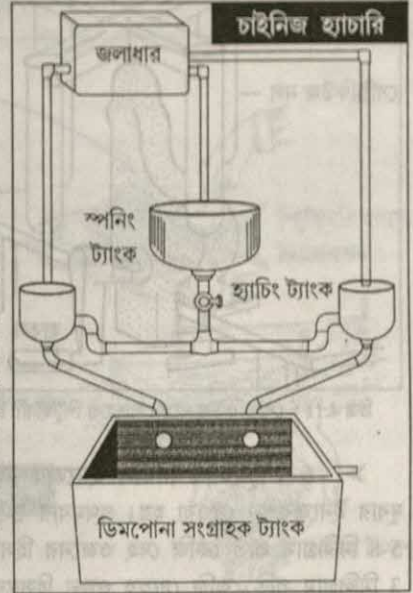 চাইনিজ হ্যাচারি
জলাধার
স্পনিং
ট্যাংক
হ্যাচিং ট্যাংক
ডিমপোনা সংগ্রাহক ট্যাংক